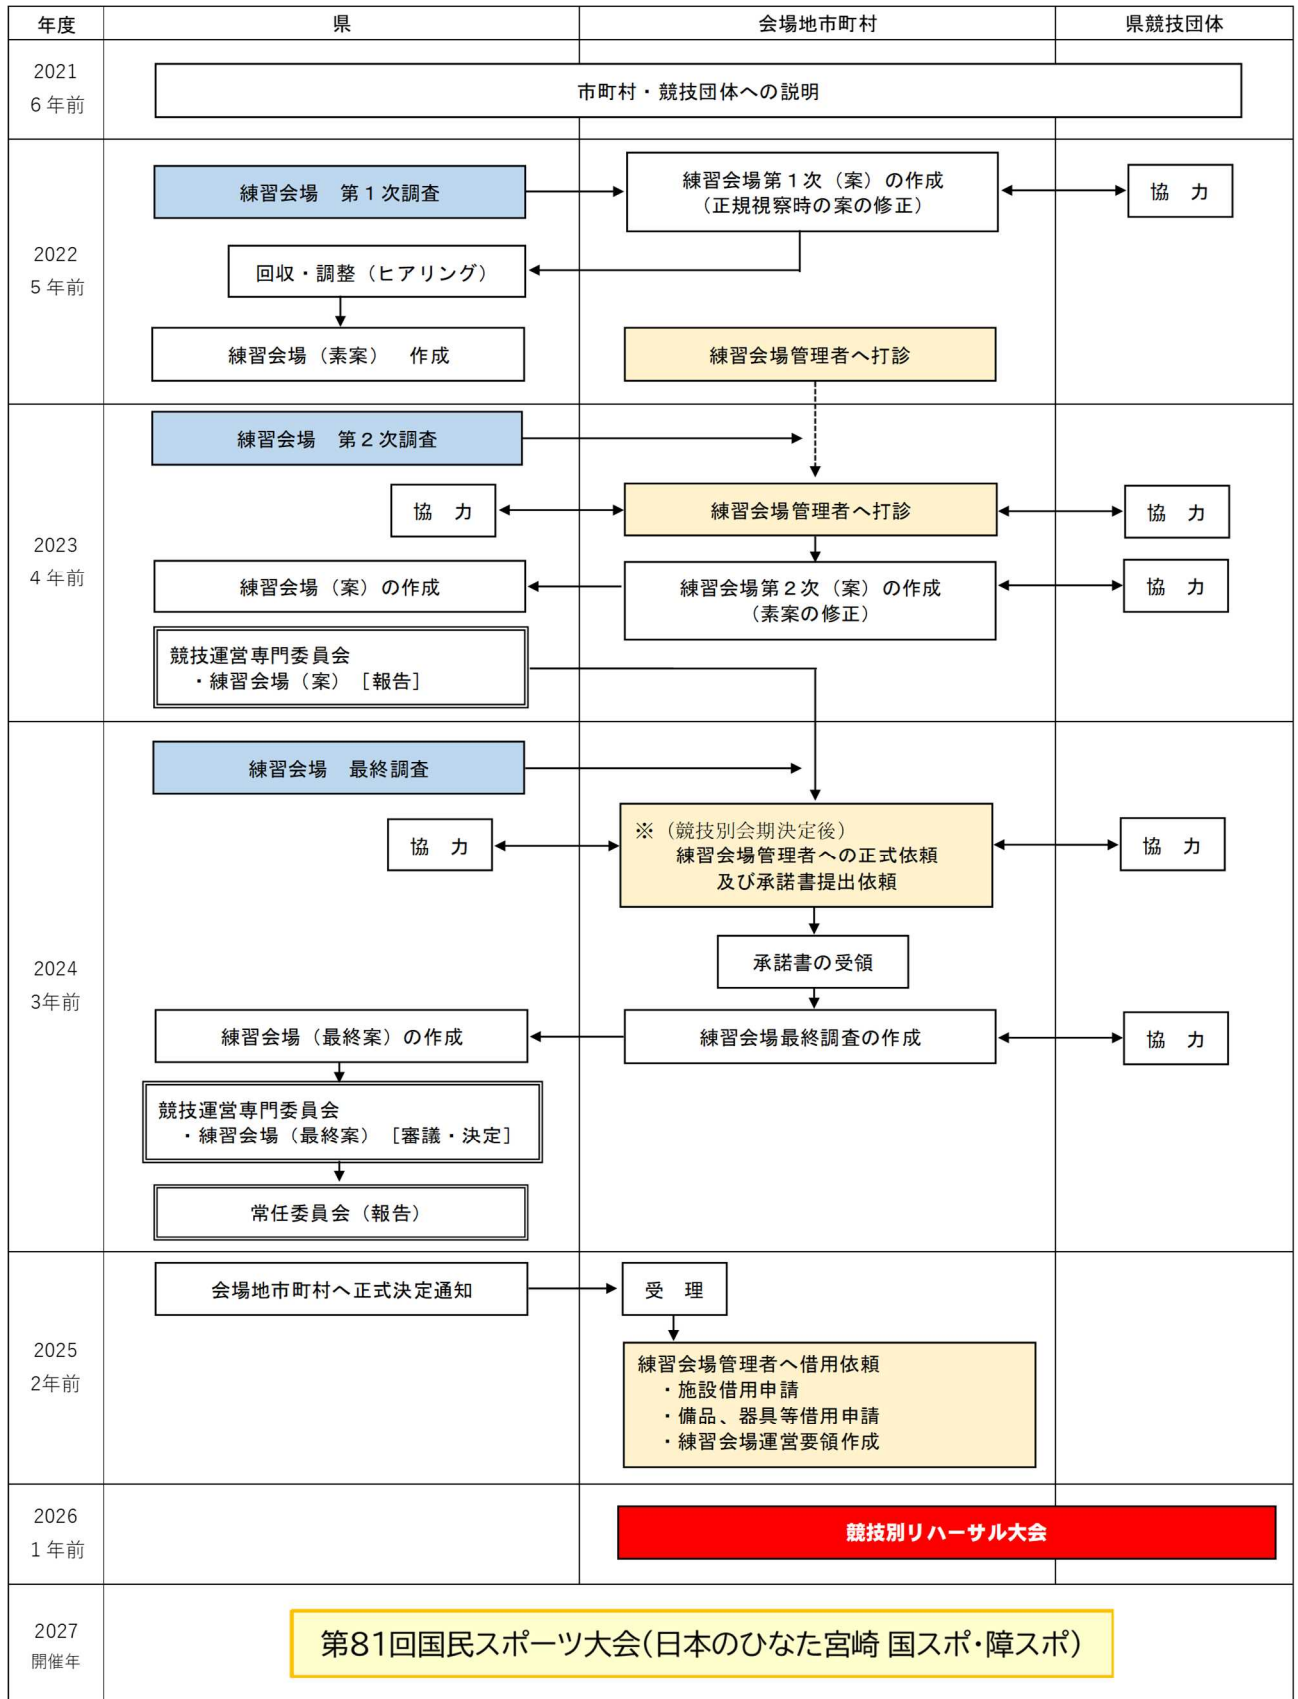 年度
県
会場地市町村
県競技団体
2021
6年前
市町村・競技団体への説明
2022
5年前
練習会場　第1次調査
練習会場第1次（案）の作成
（正規視察時の案の修正）
協　力
回収・調整（ヒアリング）
練習会場（素案）　作成
練習会場管理者へ打診
2023
4年前
練習会場　第2次調査
協　力
練習会場管理者へ打診
協　力
練習会場（案）の作成
練習会場第2次（案）の作成
（素案の修正）
協　力
競技運営専門委員会
・練習会場（案）［報告］
2024
3年前
練習会場　最終調査
協　力
※（競技別会期決定後）
練習会場管理者への正式依頼
及び承諾書提出依頼
協　力
承諾書の受領
練習会場（最終案）の作成
練習会場最終調査の作成
協　力
競技運営専門委員会
・練習会場（最終案）［審議・決定］
常任委員会（報告）
2025
2年前
会場地市町村へ正式決定通知
受　理
練習会場管理者へ借用依頼
・施設借用申請
・備品、器具等借用申請
・練習会場運営要領作成
2026
1年前
競技別リハーサル大会
2027
開催年
第81回国民スポーツ大会(日本のひなた宮崎 国スポ・障スポ)